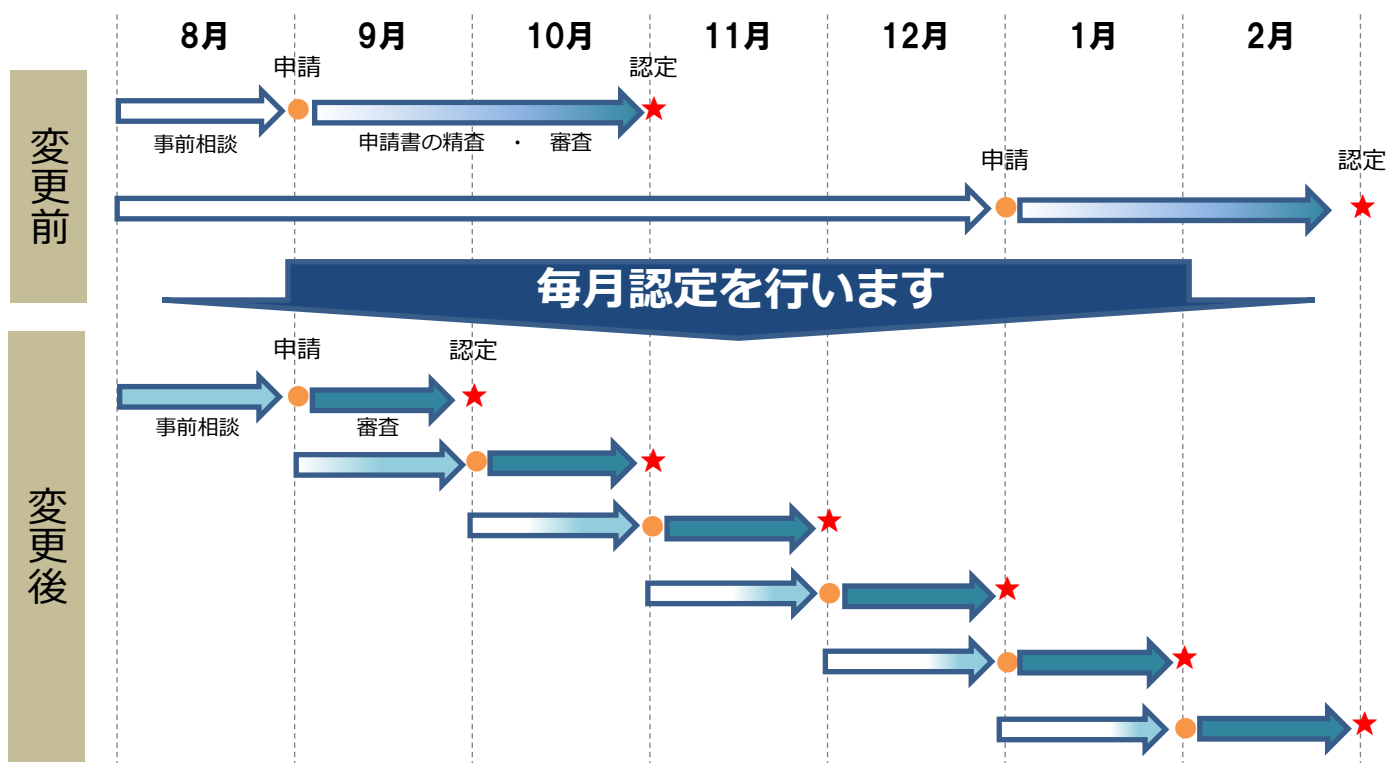 8月 9月 10月 11月 12月 1月 2月
変更前
申請 認定
事前相談 申請書の精査 ・ 審査
申請 認定
毎月認定を行います
変更後
申請 認定
事前相談 審査